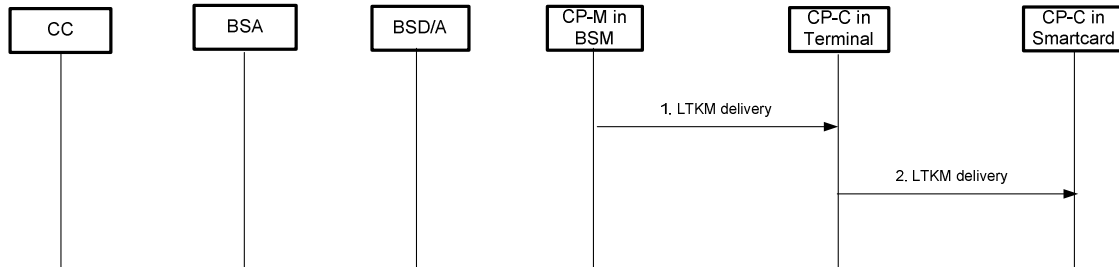 CC
BSA
BSD/A
CP-M in
BSM
CP-C in
Terminal
CP-C in
Smartcard
1. LTKM delivery
2. LTKM delivery